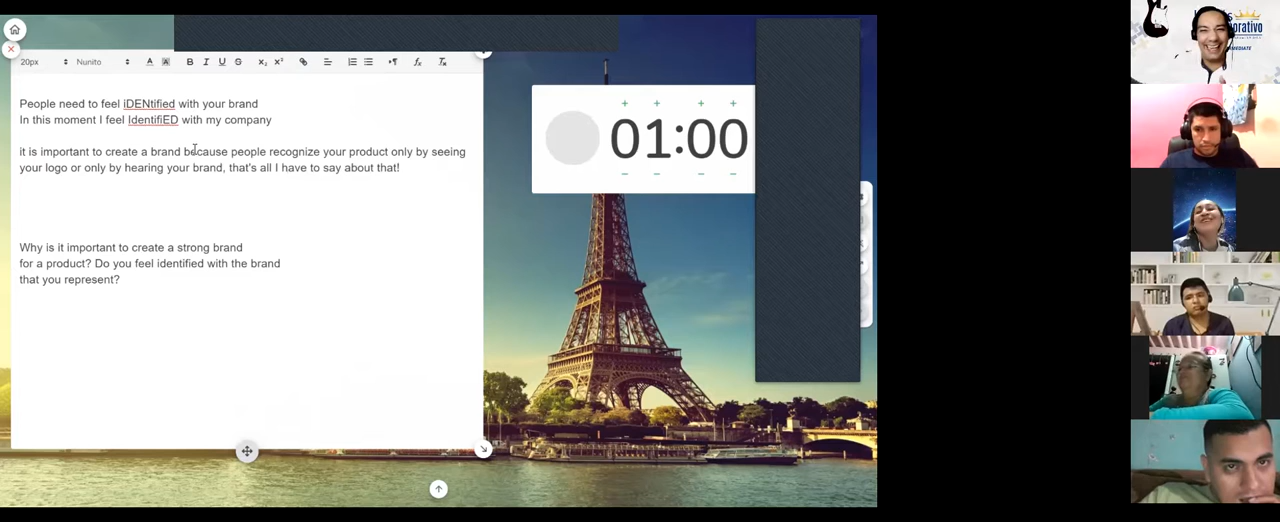 20px
Nunito
People need to feel iDENtified with your brand
In this moment I feel IdentifiED with my company
it is important to create a brand because people recognize your product only by seeing
your logo or only by hearing your brand, that's all I have to say about that!
Why is it important to create a strong brand
for a product? Do you feel identified with the brand
that you represent?
01:00